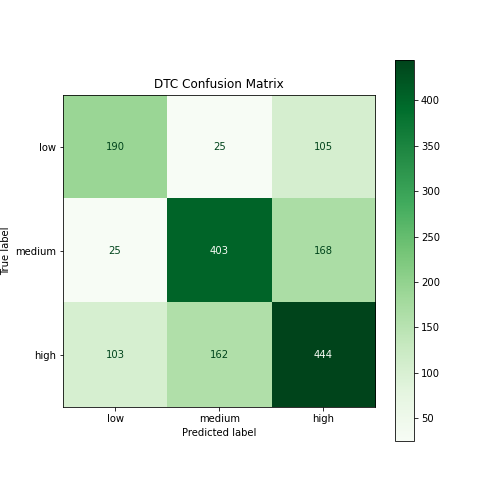 DTC Confusion Matrix
low 190 25 105
medium 25 403 168
high 103 162 444
low medium high
Predicted label
True label
400
350
300
250
200
150
100
50